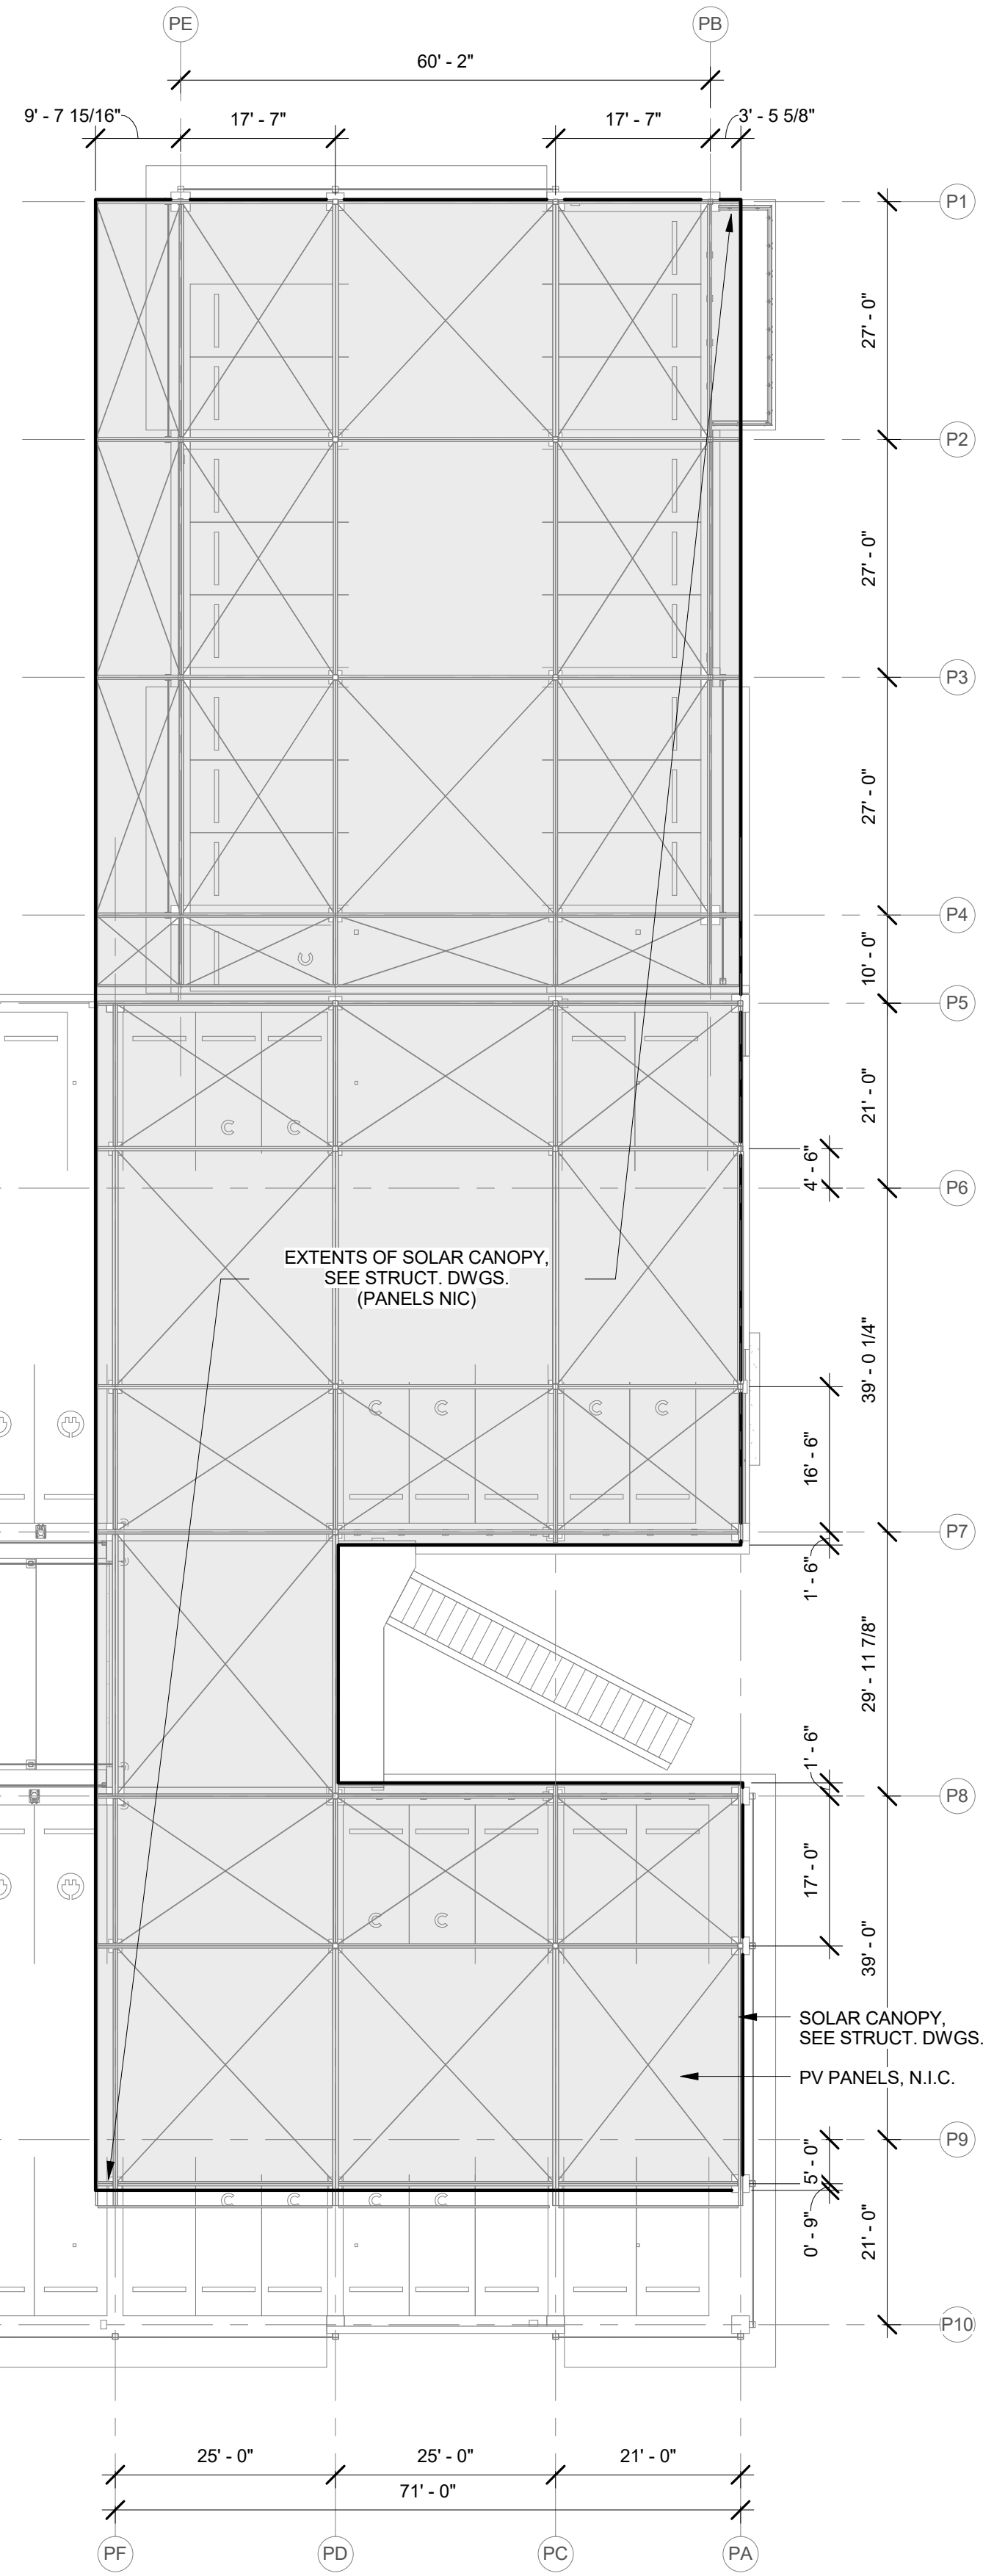 PE
PB
60' - 2"
9' - 7 15/16"
17' - 7"
17' - 7"
3' - 5 5/8"
P1
27' - 0"
P2
27' - 0"
P3
27' - 0"
P4
10' - 0"
P5
21' - 0"
4' - 6"
P6
EXTENTS OF SOLAR CANOPY,
SEE STRUCT. DWGS.
(PANELS NIC)
39' - 0 1/4"
16' - 6"
P7
1' - 6"
29' - 11 7/8"
1' - 6"
P8
17' - 0"
39' - 0"
SOLAR CANOPY,
SEE STRUCT. DWGS.
PV PANELS, N.I.C.
P9
5' - 0"
0' - 9"
21' - 0"
P10
C
C
C
C
C
C
C
C
C
C
C
C
C
25' - 0"
25' - 0"
21' - 0"
71' - 0"
PF
PD
PC
PA